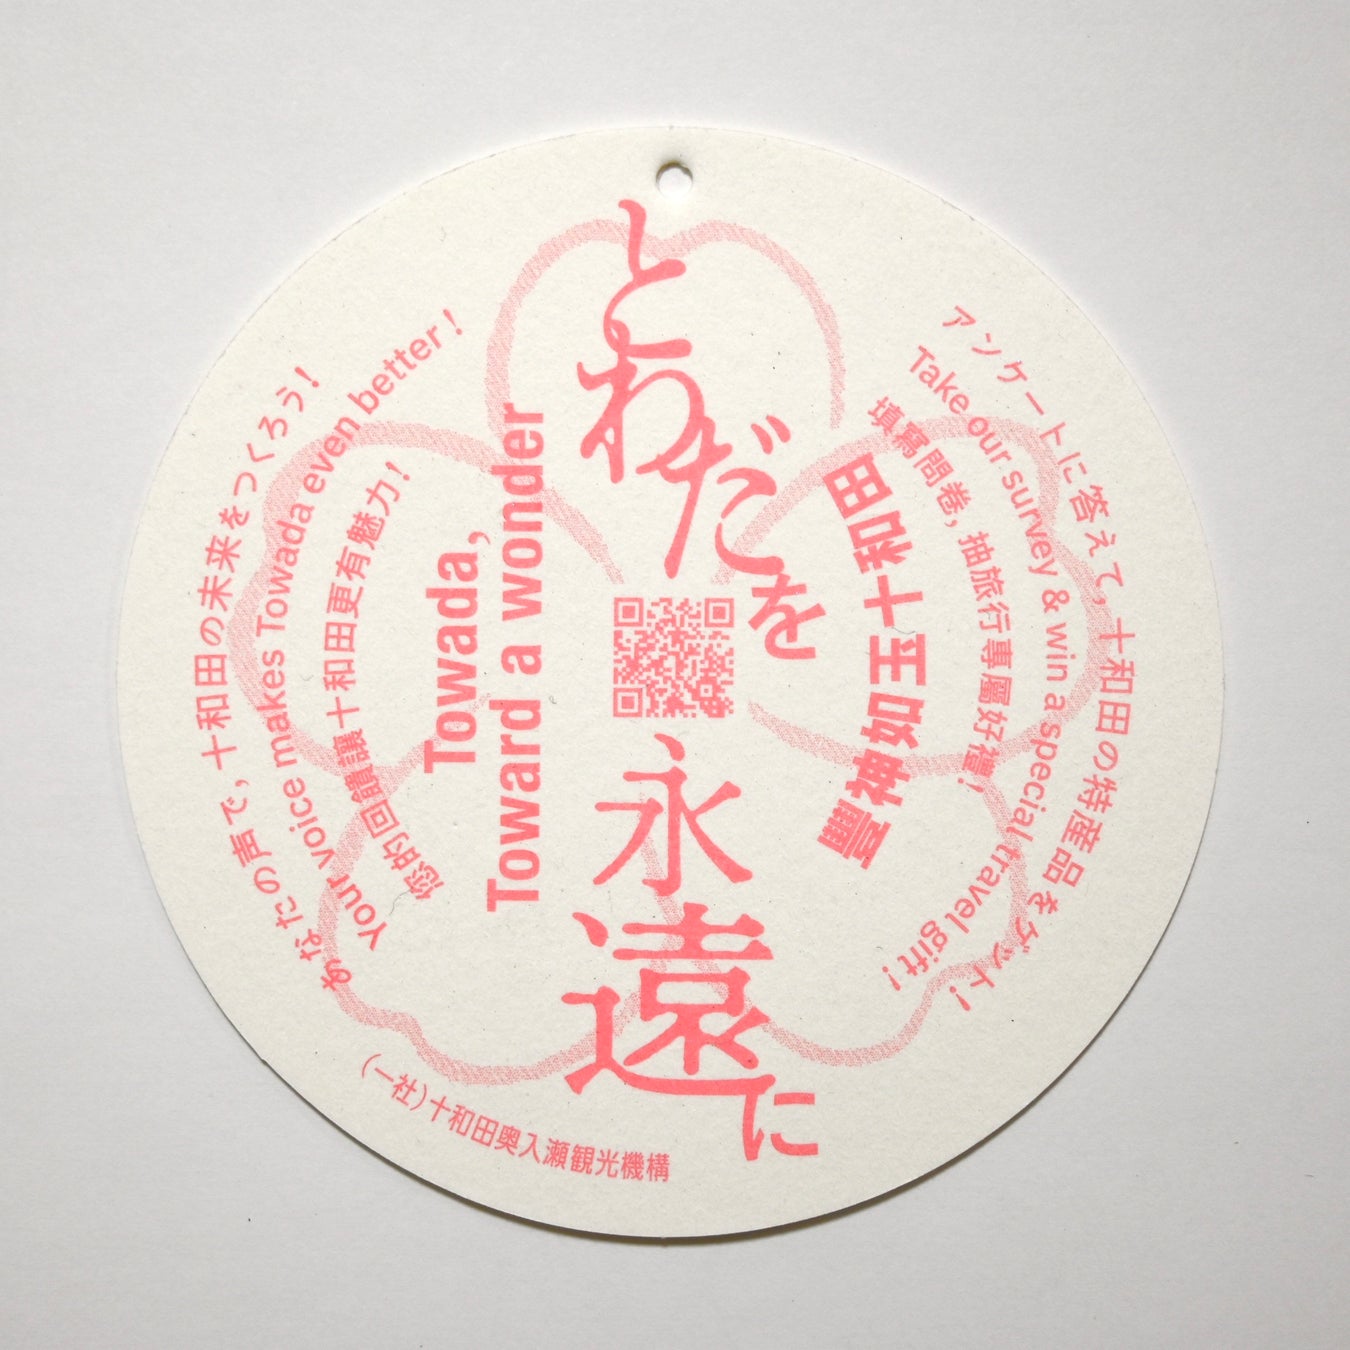 とわだを
永遠に
Towada,
Toward a wonder
豐神如玉十和田
あなたの声で，十和田の未来をつくろう！
Your voice makes Towada even better!
您的回饋讓十和田更有魅力！
アンケートに答えて，十和田の特産品をゲット！
Take our survey & win a special travel gift!
填寫問卷，抽旅行專屬好禮！
(一社)十和田奥入瀬観光機構